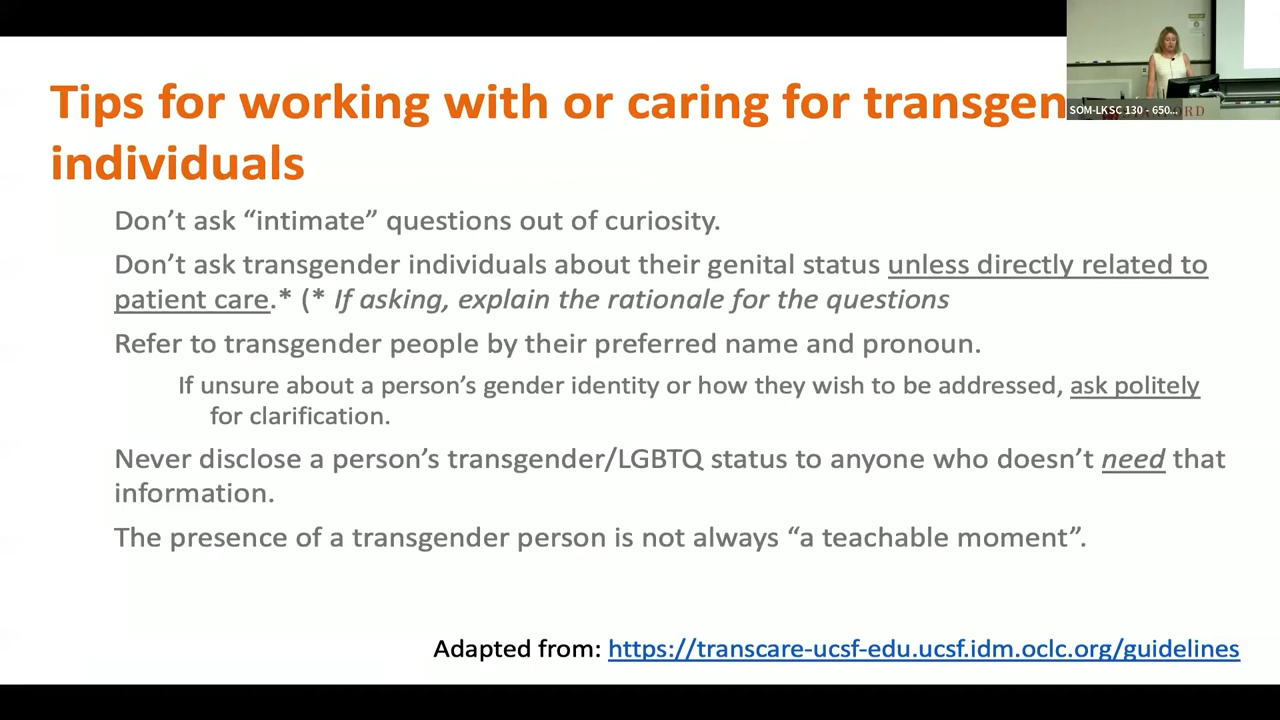 Tips for working with or caring for transgen
individuals
SOM-LKSC 130 - 650...
Don’t ask “intimate” questions out of curiosity.
Don’t ask transgender individuals about their genital status unless directly related to
patient care.* (* If asking, explain the rationale for the questions
Refer to transgender people by their preferred name and pronoun.
If unsure about a person’s gender identity or how they wish to be addressed, ask politely
for clarification.
Never disclose a person’s transgender/LGBTQ status to anyone who doesn’t need that
information.
The presence of a transgender person is not always “a teachable moment”.
Adapted from: https://transcare-ucsf-edu.ucsf.idm.oclc.org/guidelines